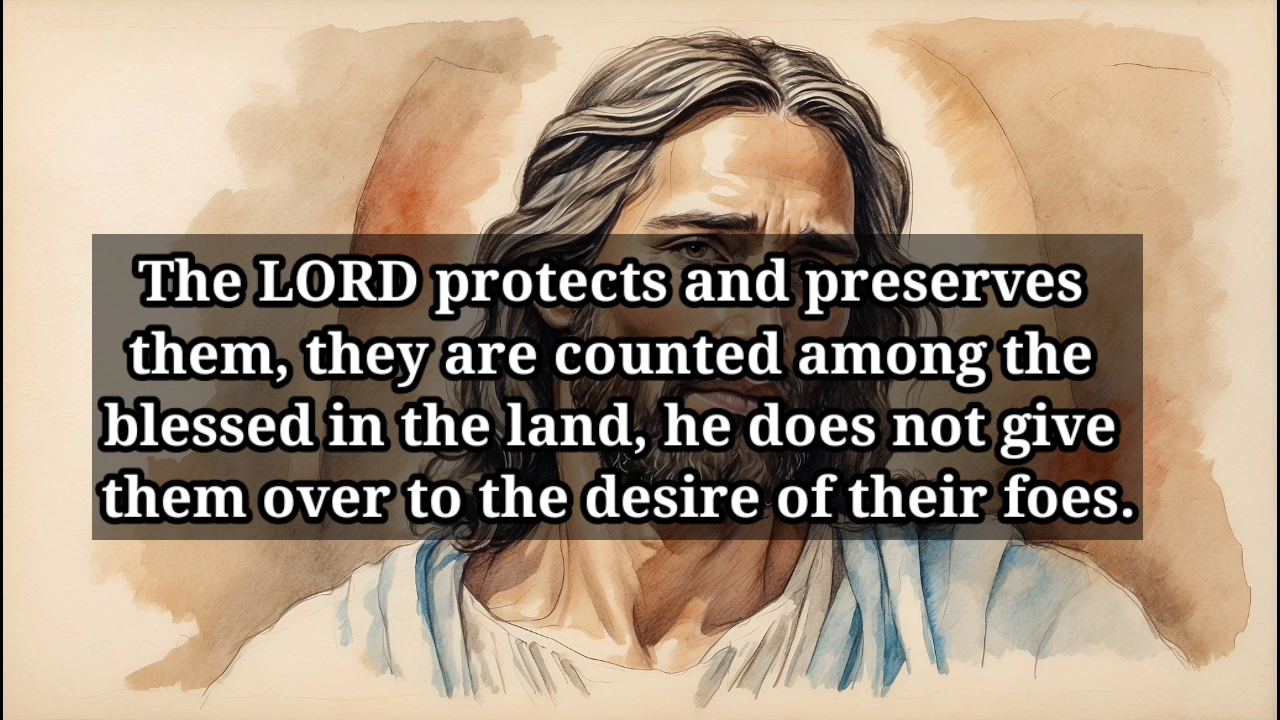 The LORD protects and preserves
them, they are counted among the
blessed in the land, he does not give
them over to the desire of their foes.